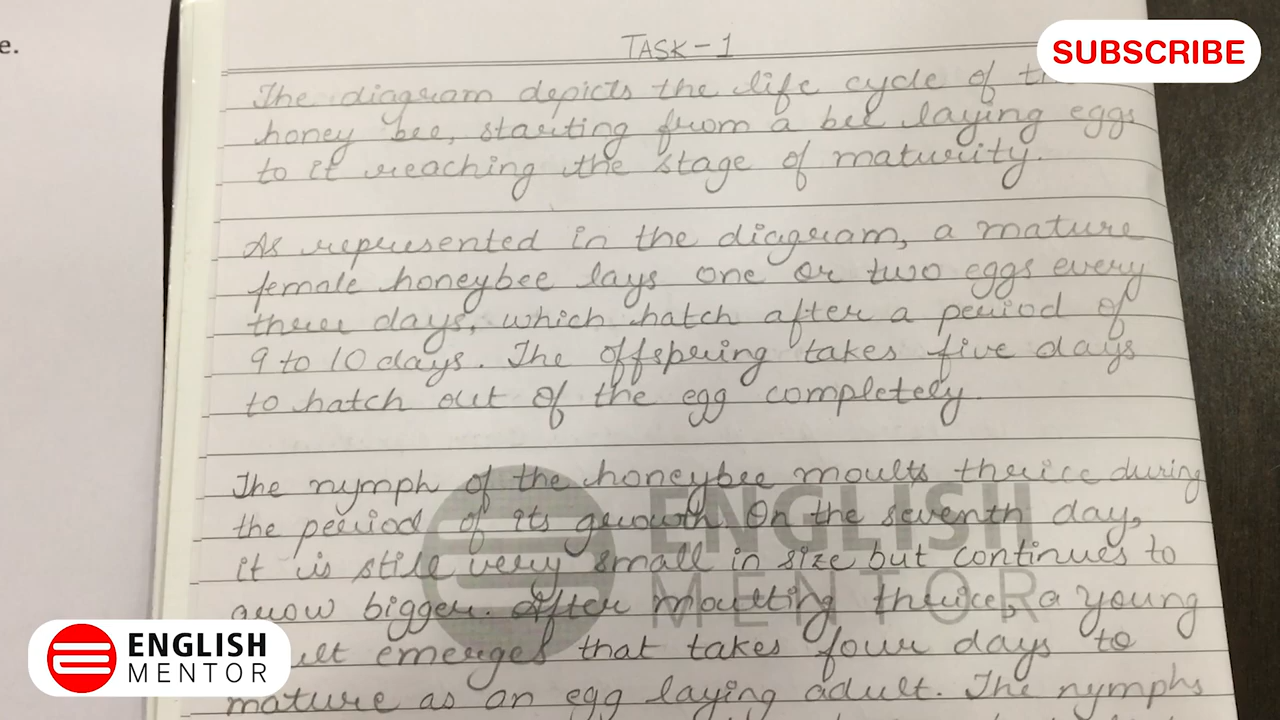 e.
TASK-1
SUBSCRIBE
The diagram depicts the life cycle of
honey bee, starting from a bee laying eggs
to it reaching the stage of maturity.
As represented in the diagram, a mature
female honeybee lays one or two eggs every
three days, which hatch after a period of
9 to 10 days. The offspring takes five days
to hatch out of the egg completely.
The nymph of the honeybee moults thrice during
the period of its growth. On the seventh day,
it is still very small in size but continues to
grow bigger. After moulting thrice, a young
emerges that takes four days to
mature as an egg laying adult. The nymphs
ENGLISH
MENTOR
ENGLISH
MENTOR